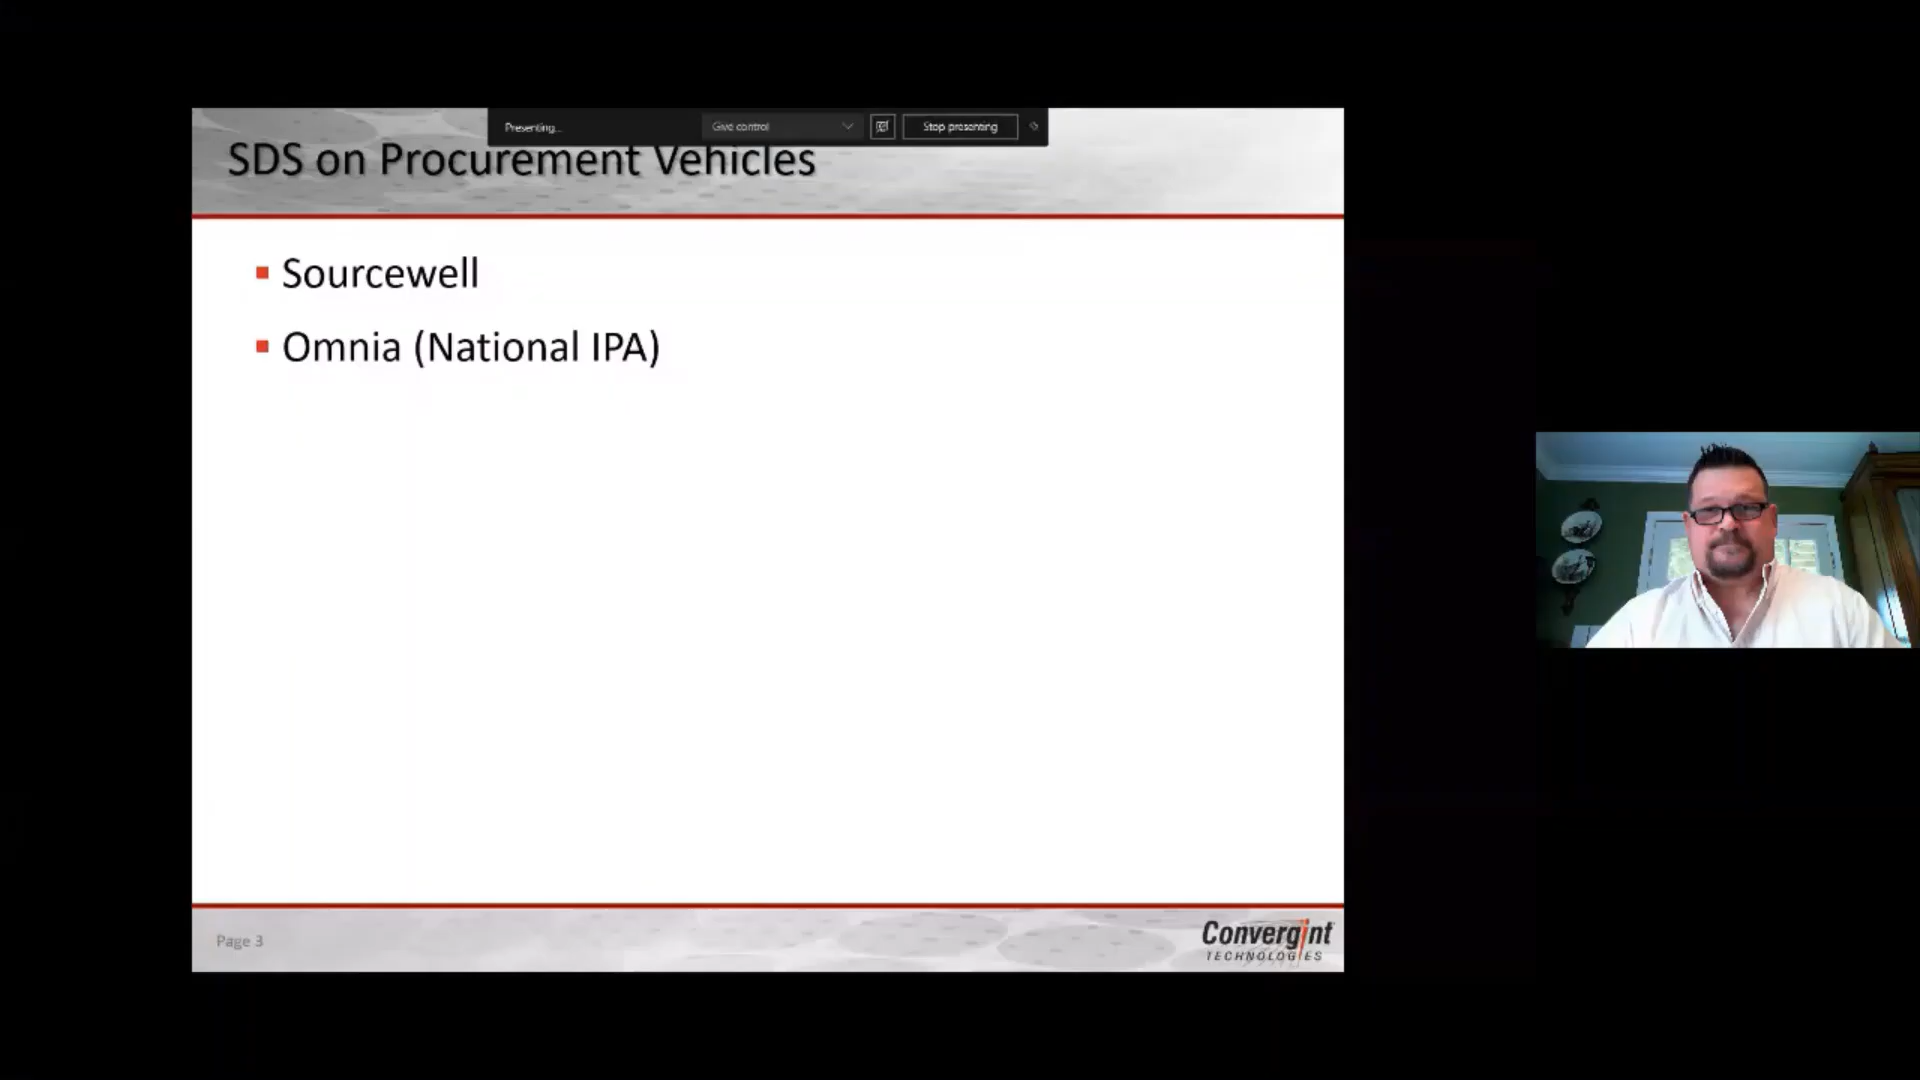 Presenting...
Give control
Stop presenting
SDS on Procurement Vehicles
Sourcewell
Omnia (National IPA)
Page 3
Convergint
TECHNOLOGIES